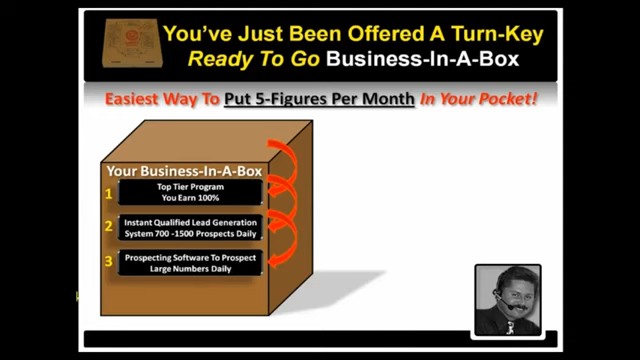 You've Just Been Offered A Turn-Key
Ready To Go Business-In-A-Box
Easiest Way To Put 5-Figures Per Month In Your Pocket!
Your Business-In-A-Box
1 Top Tier Program
You Earn 100%
2 Instant Qualified Lead Generation
System 700 -1500 Prospects Daily
3 Prospecting Software To Prospect
Large Numbers Daily